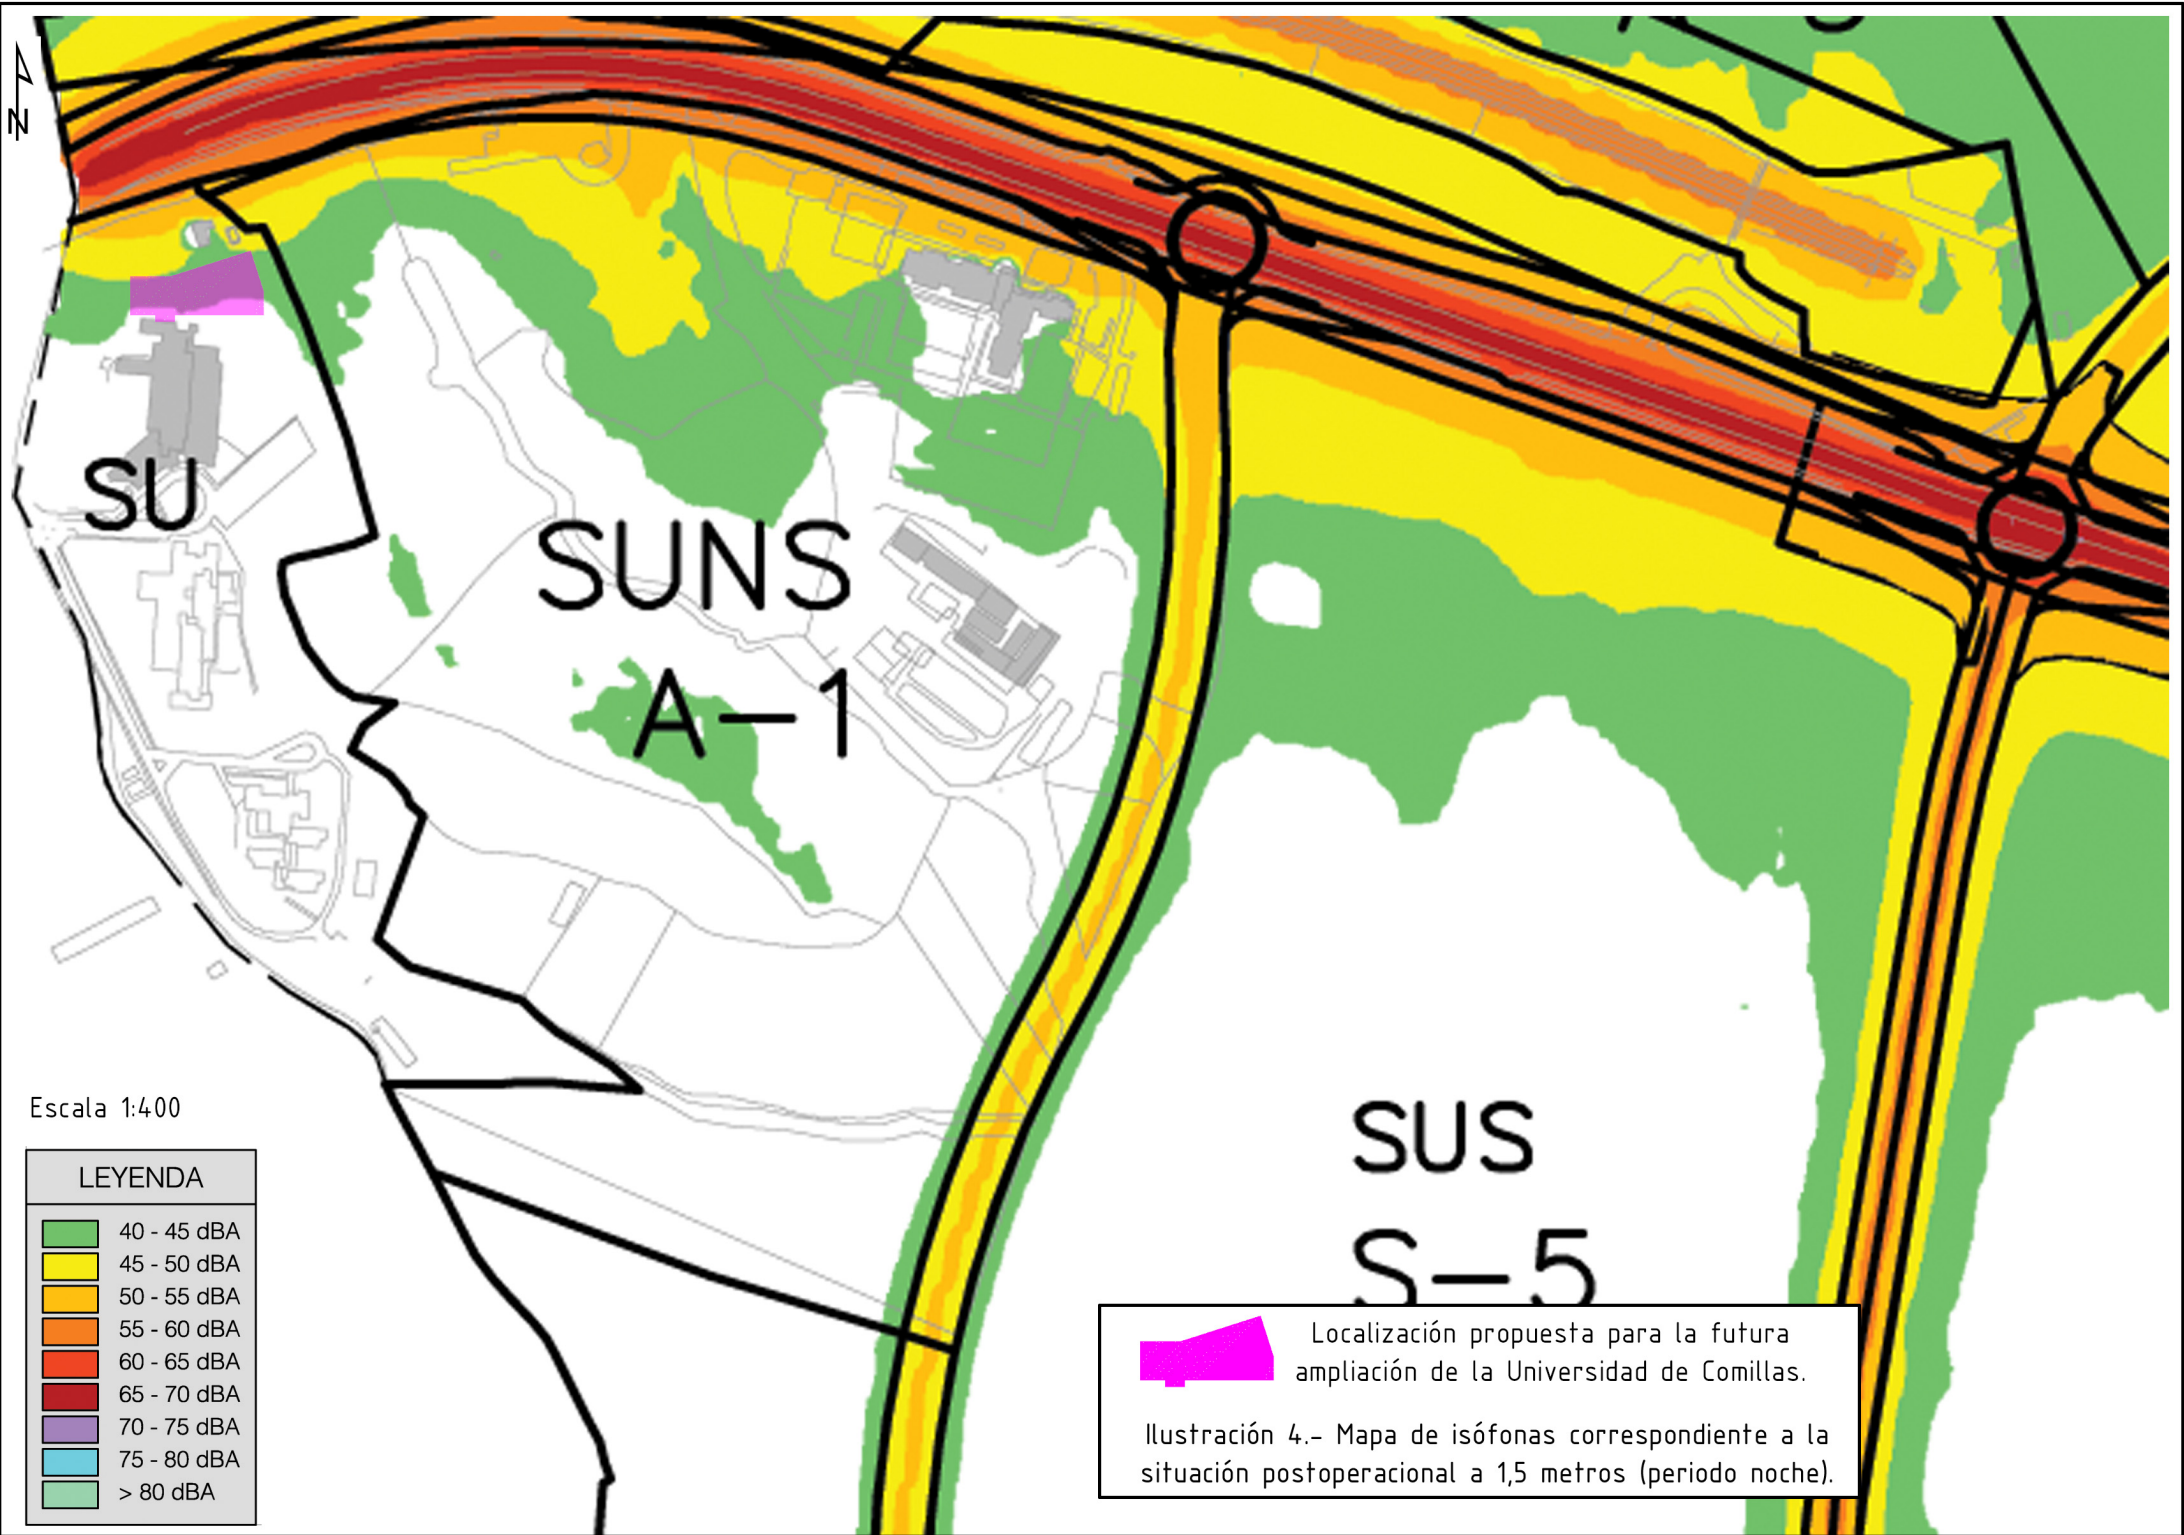 N
SU
SUNS
A-1
SUS
S-5
Escala 1:400
LEYENDA
40 - 45 dBA
45 - 50 dBA
50 - 55 dBA
55 - 60 dBA
60 - 65 dBA
65 - 70 dBA
70 - 75 dBA
75 - 80 dBA
> 80 dBA
Localización propuesta para la futura
ampliación de la Universidad de Comillas.
Ilustración 4.- Mapa de isófonas correspondiente a la
situación postoperacional a 1,5 metros (periodo noche).